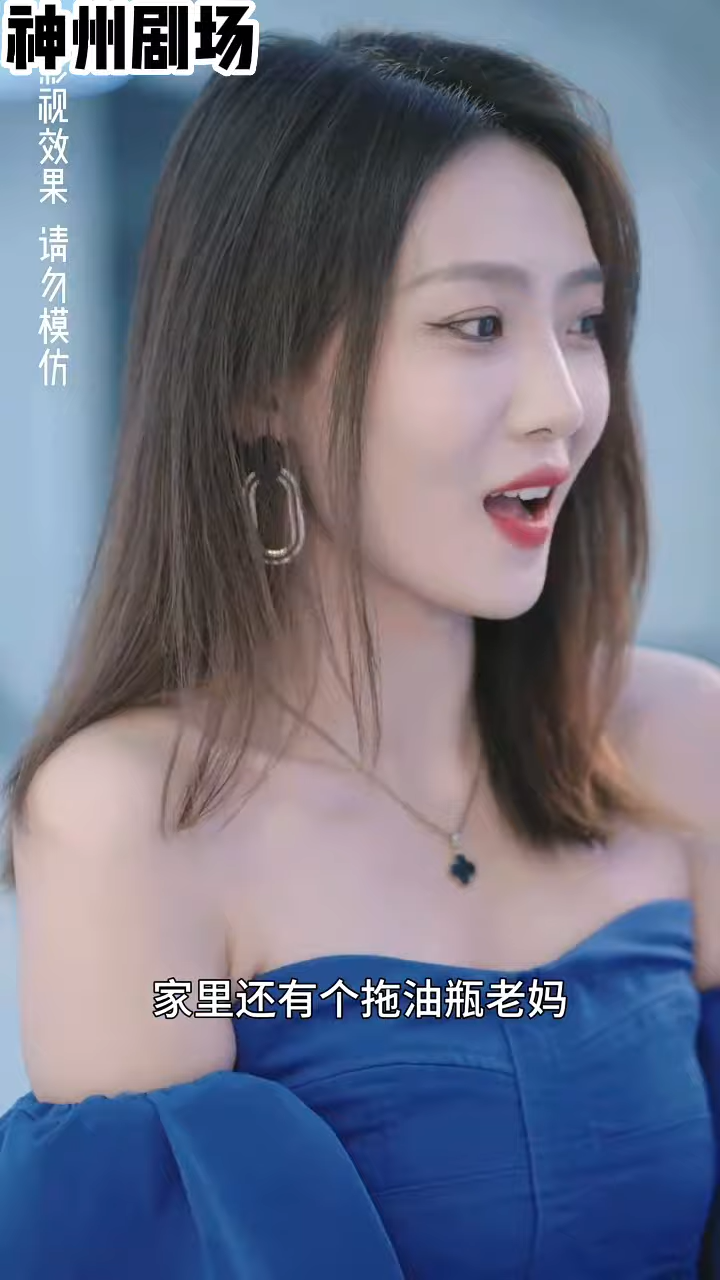 神州剧场
影视效果 请勿模仿
家里还有个拖油瓶老妈